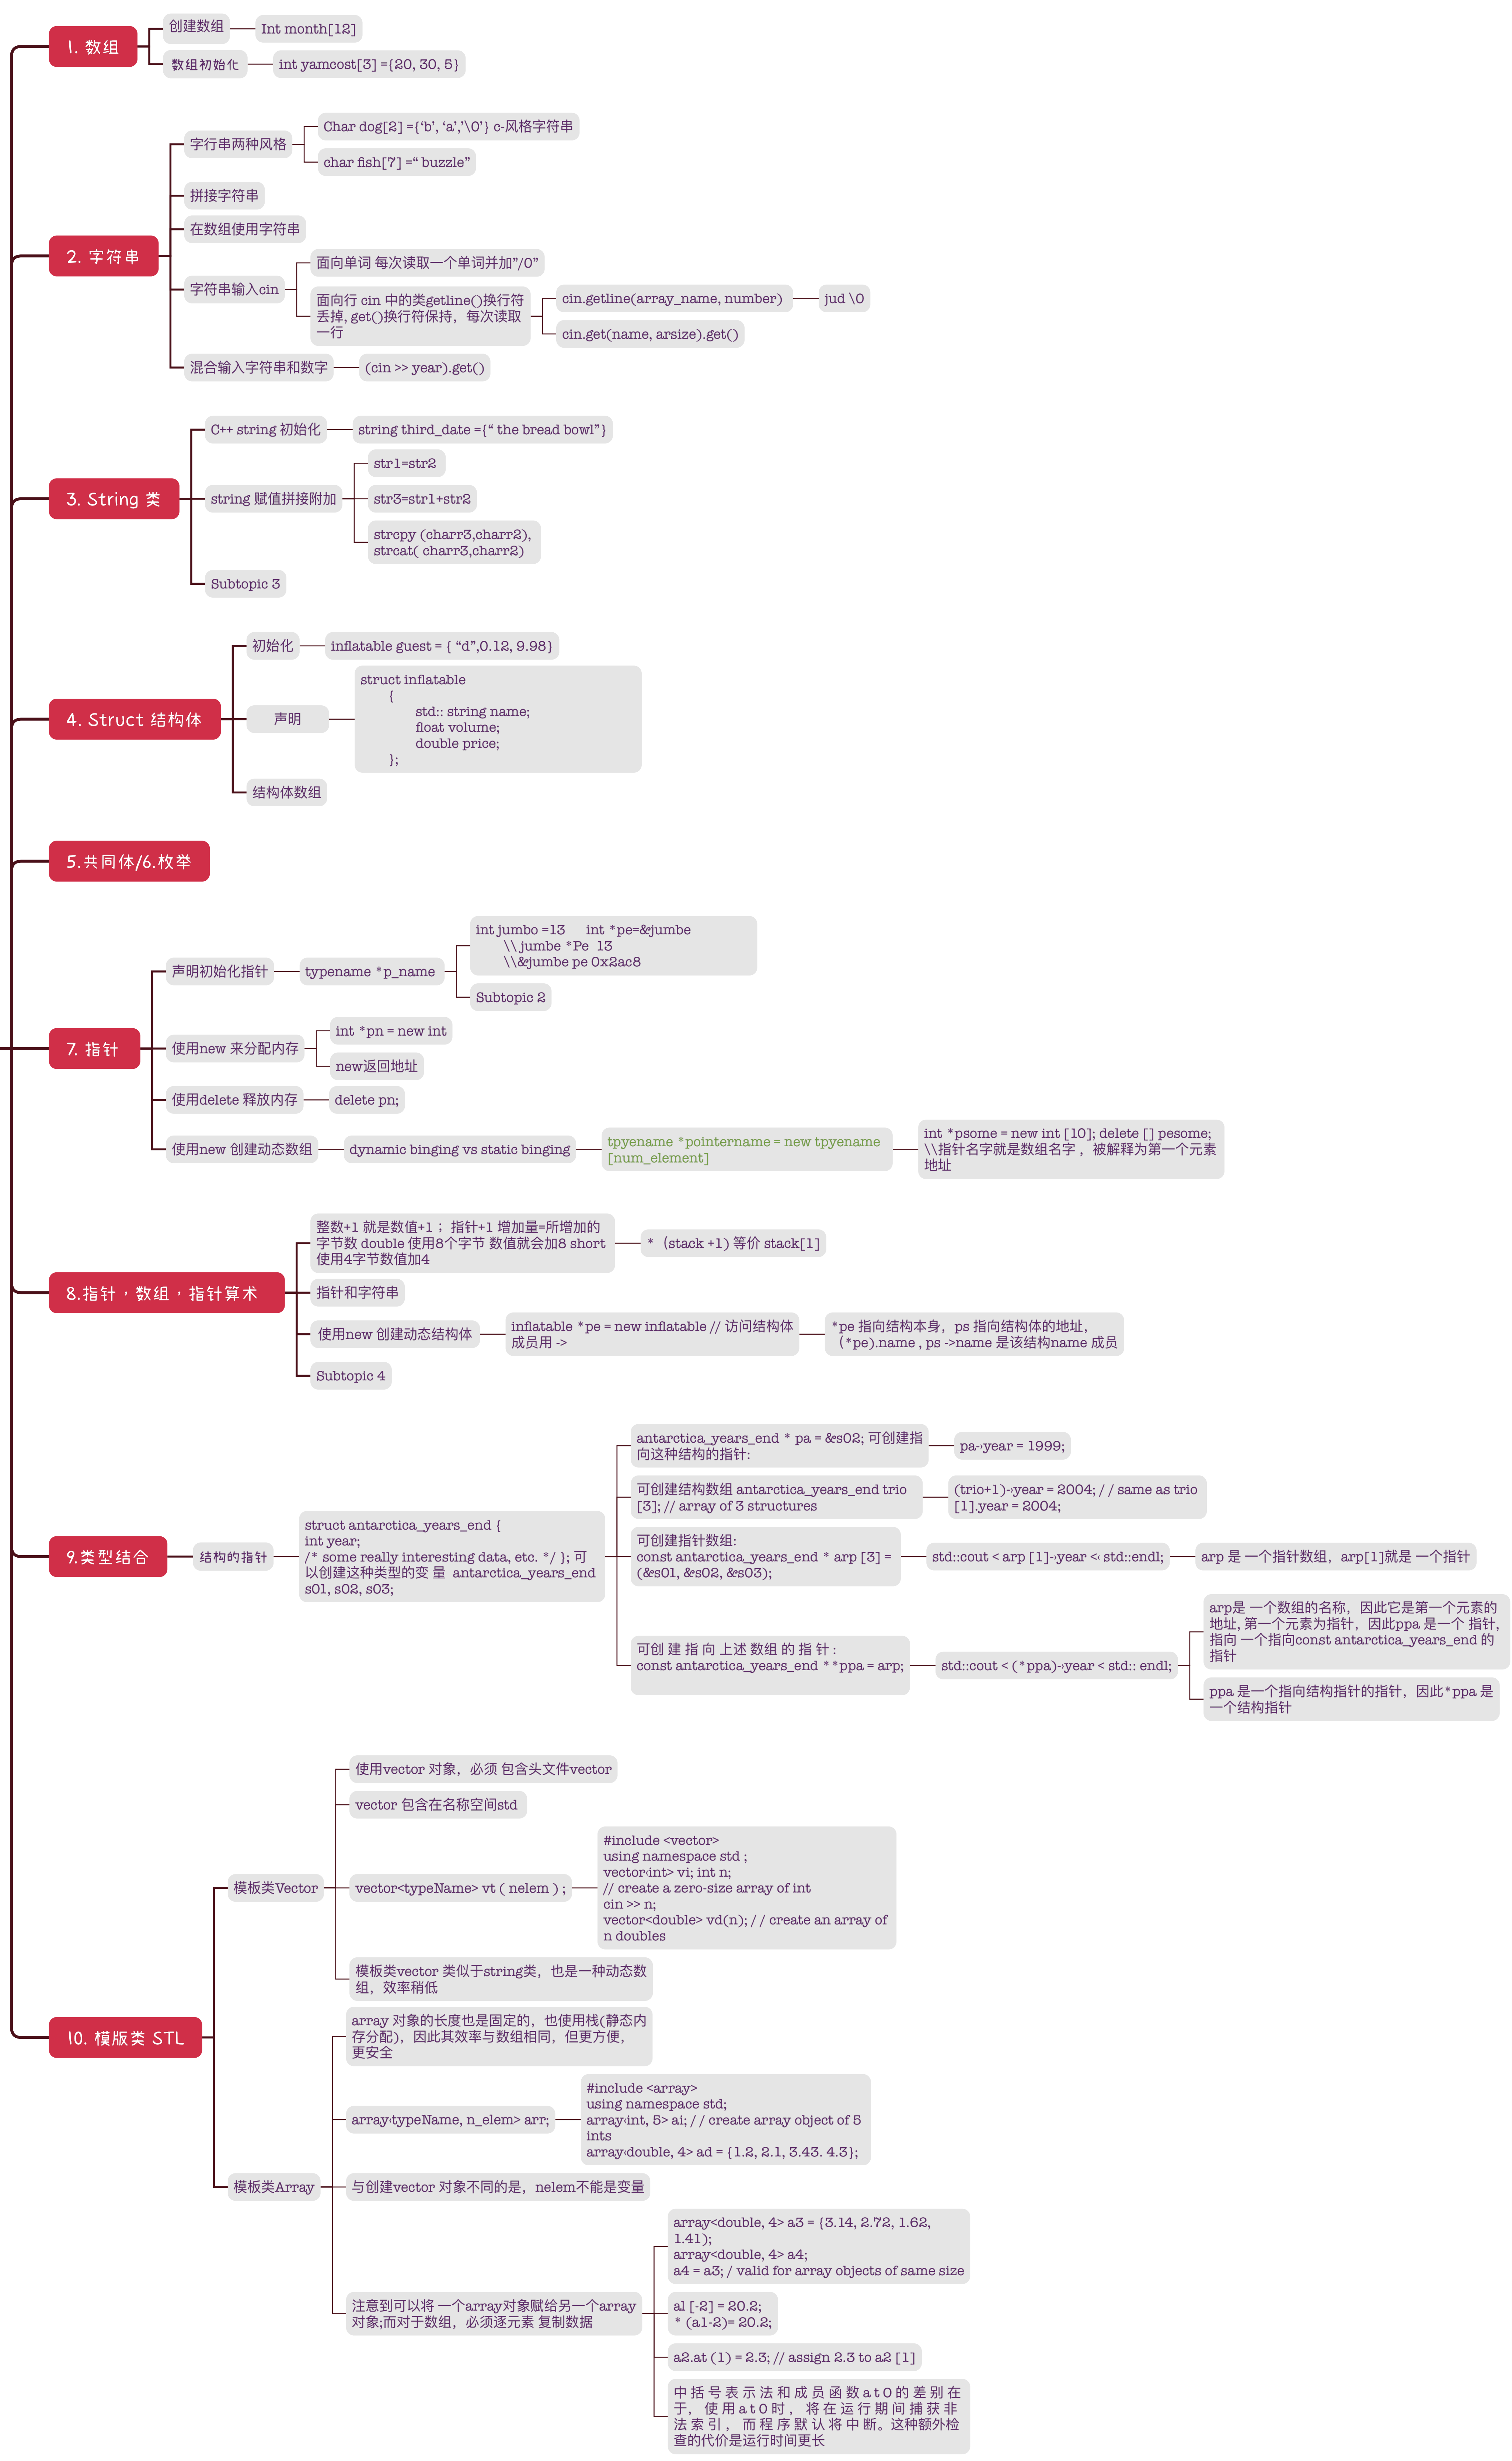 1. 数组
创建数组
Int month[12]
数组初始化
int yamcost[3] ={20, 30, 5}
2. 字符串
字行串两种风格
Char dog[2] ={‘b’, ‘a’,’\0’} c-风格字符串
char fish[7] =“ buzzle”
拼接字符串
在数组使用字符串
字符串输入cin
面向单词 每次读取一个单词并加”/0”
面向行 cin 中的类getline()换行符
丢掉, get()换行符保持，每次读取
一行
cin.getline(array_name, number)
jud \0
cin.get(name, arsize).get()
混合输入字符串和数字
(cin >> year).get()
3. String 类
C++ string 初始化
string third_date ={“ the bread bowl”}
string 赋值拼接附加
str1=str2
str3=str1+str2
strcpy (charr3,charr2),
strcat( charr3,charr2)
Subtopic 3
4. Struct 结构体
初始化
inflatable guest = { “d”,0.12, 9.98}
声明
struct inflatable
{
std:: string name;
float volume;
double price;
};
结构体数组
5.共同体/6.枚举
7. 指针
声明初始化指针
typename *p_name
int jumbo =13 int *pe=&jumbe
\\ jumbe *Pe 13
\\&jumbe pe 0x2ac8
Subtopic 2
使用new 来分配内存
int *pn = new int
new返回地址
使用delete 释放内存
delete pn;
使用new 创建动态数组
dynamic binging vs static binging
tpyename *pointername = new tpyename
[num_element]
int *psome = new int [10]; delete [] pesome;
\\指针名字就是数组名字 ，被解释为第一个元素
地址
8.指针，数组，指针算术
整数+1 就是数值+1 ；指针+1 增加量=所增加的
字节数 double 使用8个字节 数值就会加8 short
使用4字节数值加4
*（stack +1) 等价 stack[1]
指针和字符串
使用new 创建动态结构体
inflatable *pe = new inflatable // 访问结构体
成员用 ->
*pe 指向结构本身，ps 指向结构体的地址，
（*pe).name , ps ->name 是该结构name 成员
Subtopic 4
9.类型结合
结构的指针
struct antarctica_years_end {
int year;
/* some really interesting data, etc. */ }; 可
以创建这种类型的变 量 antarctica_years_end
s01, s02, s03;
antarctica_years_end * pa = &s02; 可创建指
向这种结构的指针:
pa-›year = 1999;
可创建结构数组 antarctica_years_end trio
[3]; // array of 3 structures
(trio+1)-›year = 2004; / / same as trio
[1].year = 2004;
可创建指针数组:
const antarctica_years_end * arp [3] =
(&s01, &s02, &s03);
std::cout < arp [1]-›year <‹ std::endl;
arp 是 一个指针数组，arp[1]就是 一个指针
可创 建 指 向 上述 数组 的 指 针 :
const antarctica_years_end **ppa = arp;
std::cout < (*ppa)-›year < std:: endl;
arp是 一个数组的名称，因此它是第一个元素的
地址, 第一个元素为指针，因此ppa 是一个 指针,
指向 一个指向const antarctica_years_end 的
指针
ppa 是一个指向结构指针的指针，因此*ppa 是
一个结构指针
10. 模版类 STL
模板类Vector
使用vector 对象，必须 包含头文件vector
vector 包含在名称空间std
vector<typeName> vt ( nelem ) ;
#include <vector>
using namespace std ;
vector‹int> vi; int n;
// create a zero-size array of int
cin >> n;
vector<double> vd(n); / / create an array of
n doubles
模板类vector 类似于string类，也是一种动态数
组，效率稍低
模板类Array
array 对象的长度也是固定的，也使用栈(静态内
存分配)，因此其效率与数组相同，但更方便，
更安全
array‹typeName, n_elem> arr;
#include <array>
using namespace std;
array‹int, 5> ai; / / create array object of 5
ints
array‹double, 4> ad = {1.2, 2.1, 3.43. 4.3};
与创建vector 对象不同的是，nelem不能是变量
注意到可以将 一个array对象赋给另一个array
对象;而对于数组，必须逐元素 复制数据
array<double, 4> a3 = {3.14, 2.72, 1.62,
1.41);
array<double, 4> a4;
a4 = a3; / valid for array objects of same size
al [-2] = 20.2;
* (a1-2)= 20.2;
a2.at (1) = 2.3; // assign 2.3 to a2 [1]
中 括 号 表 示 法 和 成 员 函 数 a t O 的 差 别 在
于， 使 用 a t O 时 ， 将 在 运 行 期 间 捕 获 非
法 索 引 ， 而 程 序 默 认 将 中 断。这种额外检
查的代价是运行时间更长